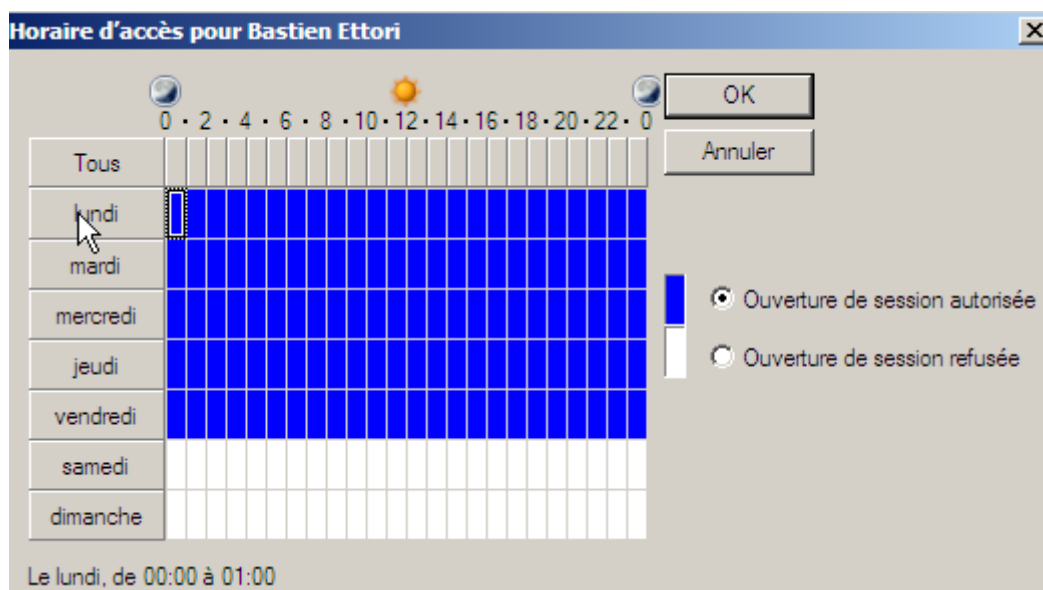 Horaire d'accès pour Bastien Ettori
0 · 2 · 4 · 6 · 8 · 10 · 12 · 14 · 16 · 18 · 20 · 22 · 0
OK
Annuler
Tous
lundi
mardi
mercredi
jeudi
vendredi
samedi
dimanche
Ouverture de session autorisée
Ouverture de session refusée
Le lundi, de 00:00 à 01:00